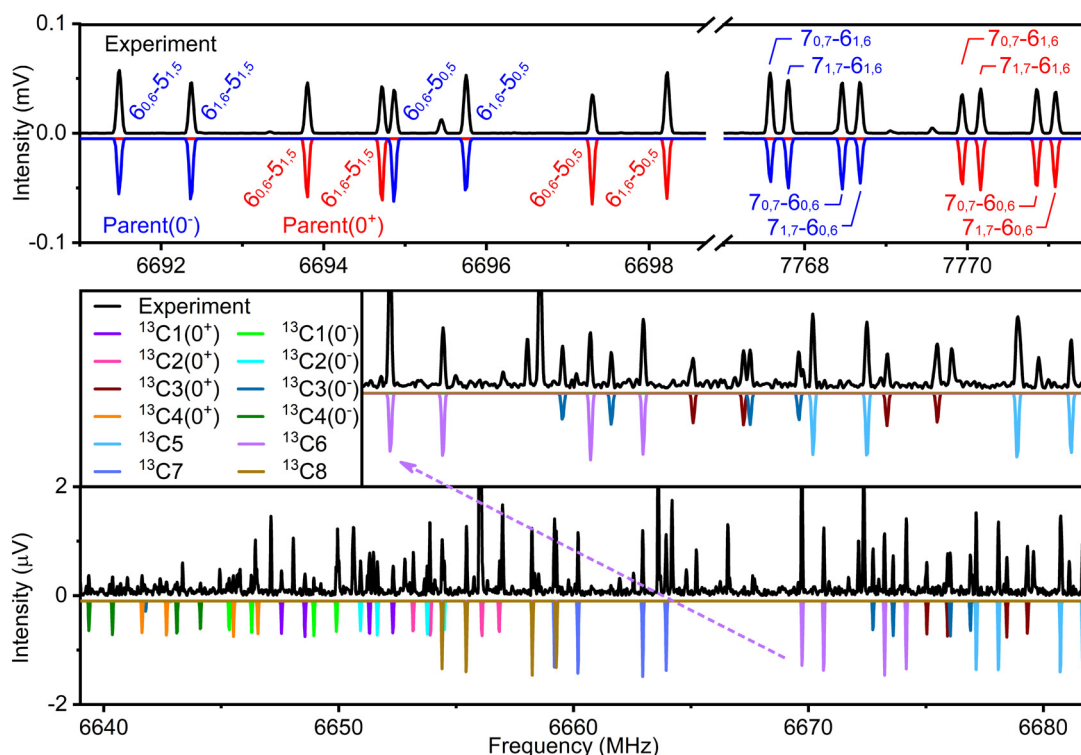 0.1
Experiment
6₀,₆-5₁,₅
6₁,₆-5₁,₅
6₀,₆-5₀,₅
6₁,₆-5₀,₅
7₀,₇-6₁,₆
7₁,₇-6₁,₆
7₀,₇-6₁,₆
7₁,₇-6₁,₆
Intensity (mV)
0.0
6₀,₆-5₁,₅
6₁,₆-5₁,₅
6₀,₆-5₀,₅
6₁,₆-5₀,₅
7₀,₇-6₀,₆
7₁,₇-6₀,₆
7₀,₇-6₀,₆
7₁,₇-6₀,₆
Parent(0⁻)
Parent(0⁺)
-0.1
6692 6694 6696 6698 7768 7770
Experiment
¹³C1(0⁺) ¹³C1(0⁻)
¹³C2(0⁺) ¹³C2(0⁻)
¹³C3(0⁺) ¹³C3(0⁻)
¹³C4(0⁺) ¹³C4(0⁻)
¹³C5 ¹³C6
¹³C7 ¹³C8
2
Intensity (μV)
0
-2
6640 6650 6660 6670 6680
Frequency (MHz)